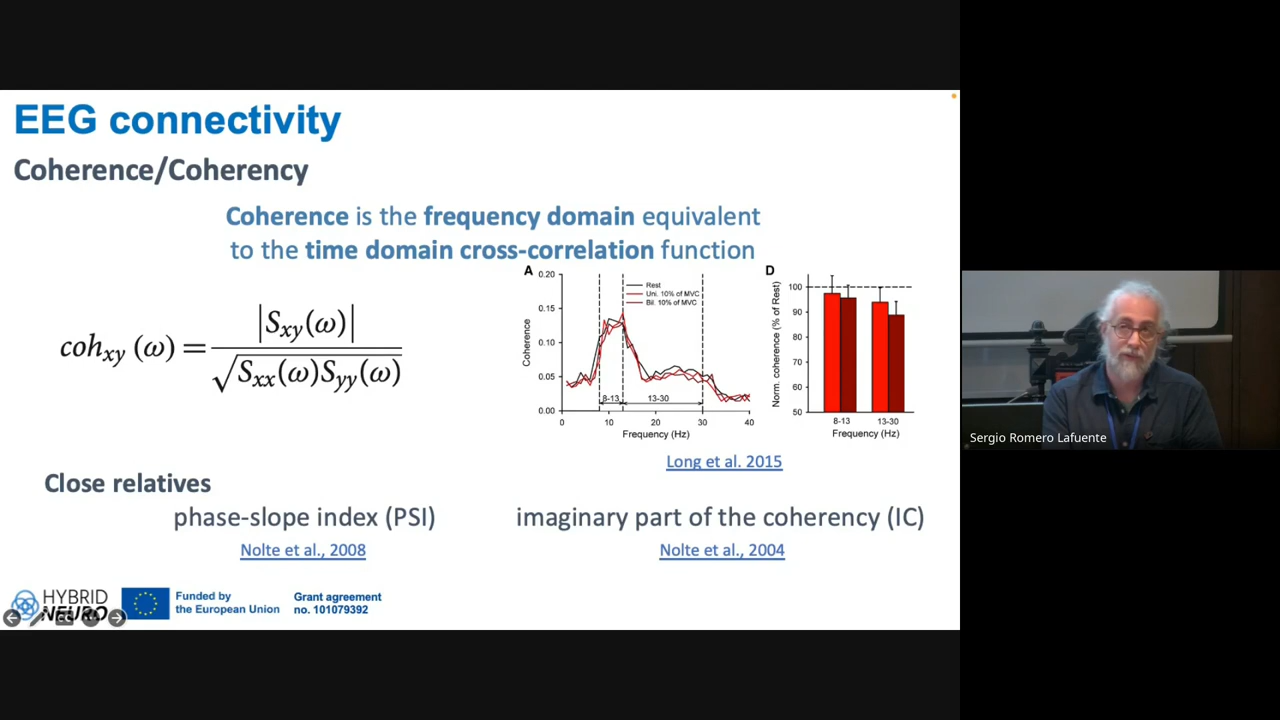 EEG connectivity
Coherence/Coherency
Coherence is the frequency domain equivalent
to the time domain cross-correlation function
coh_xy (ω) = |S_xy(ω)| / √S_xx(ω)S_yy(ω)
A
0.20
0.15
0.10
0.05
0.00
Coherence
Rest
Uni. 10% of MVC
Bil. 10% of MVC
8-13
13-30
0 10 20 30 40
Frequency (Hz)
D
100
90
80
70
60
50
Norm. coherence (% of Rest)
8-13 13-30
Frequency (Hz)
Long et al. 2015
Close relatives
phase-slope index (PSI)
Nolte et al., 2008
imaginary part of the coherency (IC)
Nolte et al., 2004
HYBRID
NEURO
Funded by
the European Union
Grant agreement
no. 101079392
Sergio Romero Lafuente